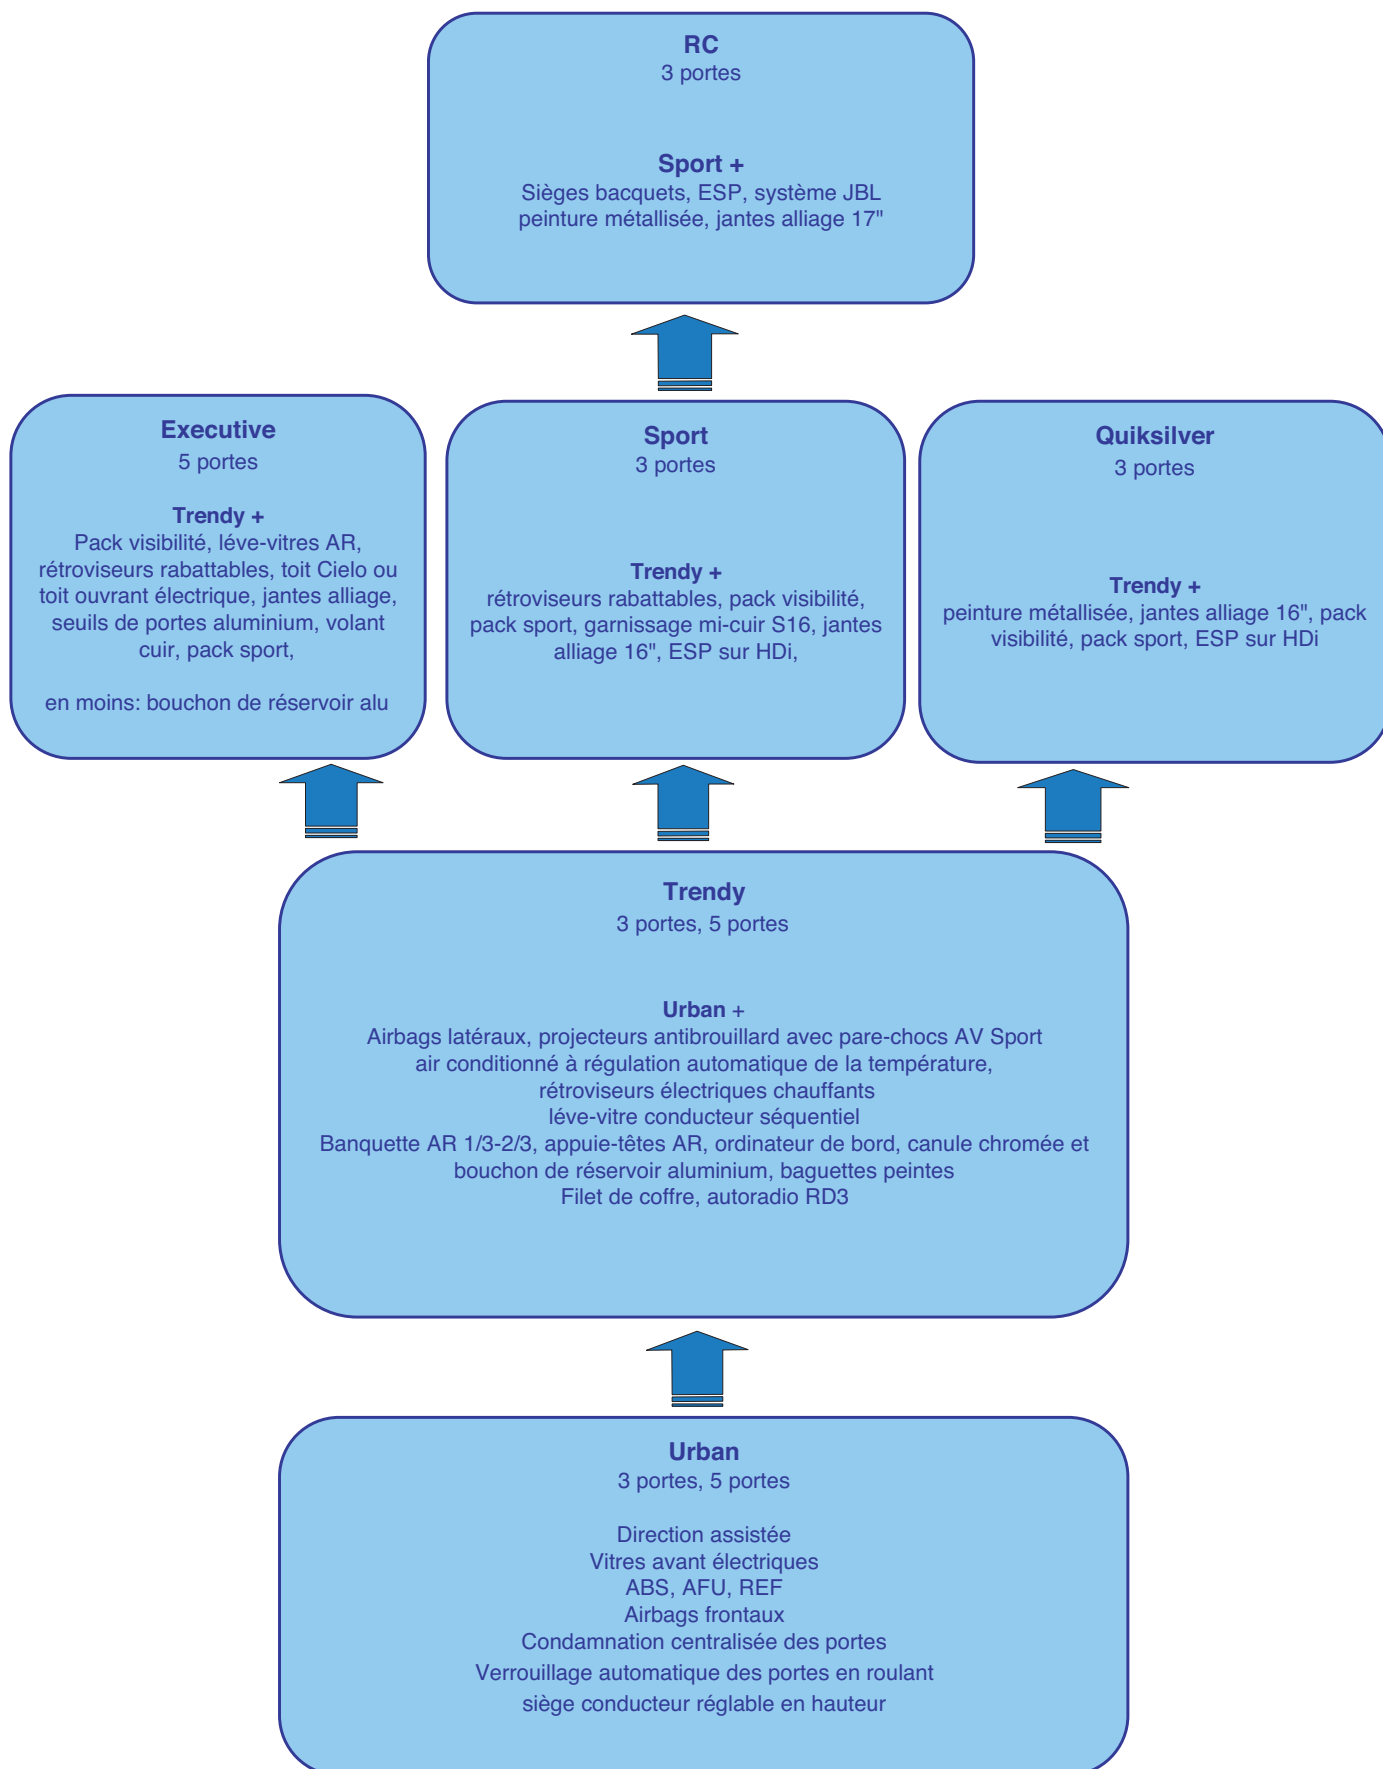 RC
3 portes
Sport +
Sièges bacquets, ESP, système JBL
peinture métallisée, jantes alliage 17"
Executive
5 portes
Trendy +
Pack visibilité, léve-vitres AR,
rétroviseurs rabattables, toit Cielo ou
toit ouvrant électrique, jantes alliage,
seuils de portes aluminium, volant
cuir, pack sport,
en moins: bouchon de réservoir alu
Sport
3 portes
Trendy +
rétroviseurs rabattables, pack visibilité,
pack sport, garnissage mi-cuir S16, jantes
alliage 16", ESP sur HDi,
Quiksilver
3 portes
Trendy +
peinture métallisée, jantes alliage 16", pack
visibilité, pack sport, ESP sur HDi
Trendy
3 portes, 5 portes
Urban +
Airbags latéraux, projecteurs antibrouillard avec pare-chocs AV Sport
air conditionné à régulation automatique de la température,
rétroviseurs électriques chauffants
léve-vitre conducteur séquentiel
Banquette AR 1/3-2/3, appuie-têtes AR, ordinateur de bord, canule chromée et
bouchon de réservoir aluminium, baguettes peintes
Filet de coffre, autoradio RD3
Urban
3 portes, 5 portes
Direction assistée
Vitres avant électriques
ABS, AFU, REF
Airbags frontaux
Condamnation centralisée des portes
Verrouillage automatique des portes en roulant
siège conducteur réglable en hauteur